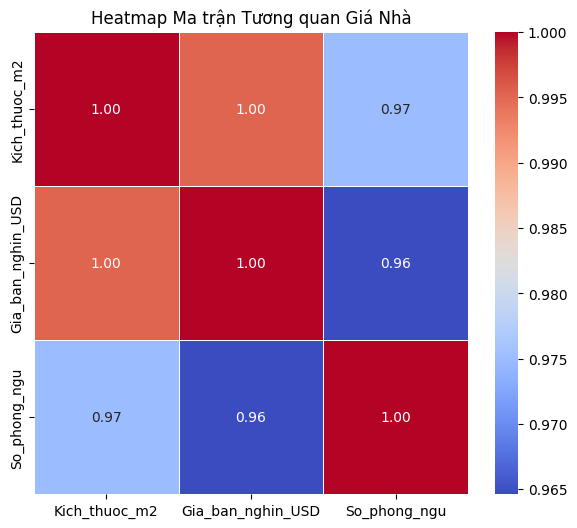 Heatmap Ma trận Tương quan Giá Nhà
Kich_thuoc_m2
1.00 1.00 0.97
Gia_ban_nghin_USD
1.00 1.00 0.96
So_phong_ngu
0.97 0.96 1.00
Kich_thuoc_m2 Gia_ban_nghin_USD So_phong_ngu
1.000
0.995
0.990
0.985
0.980
0.975
0.970
0.965